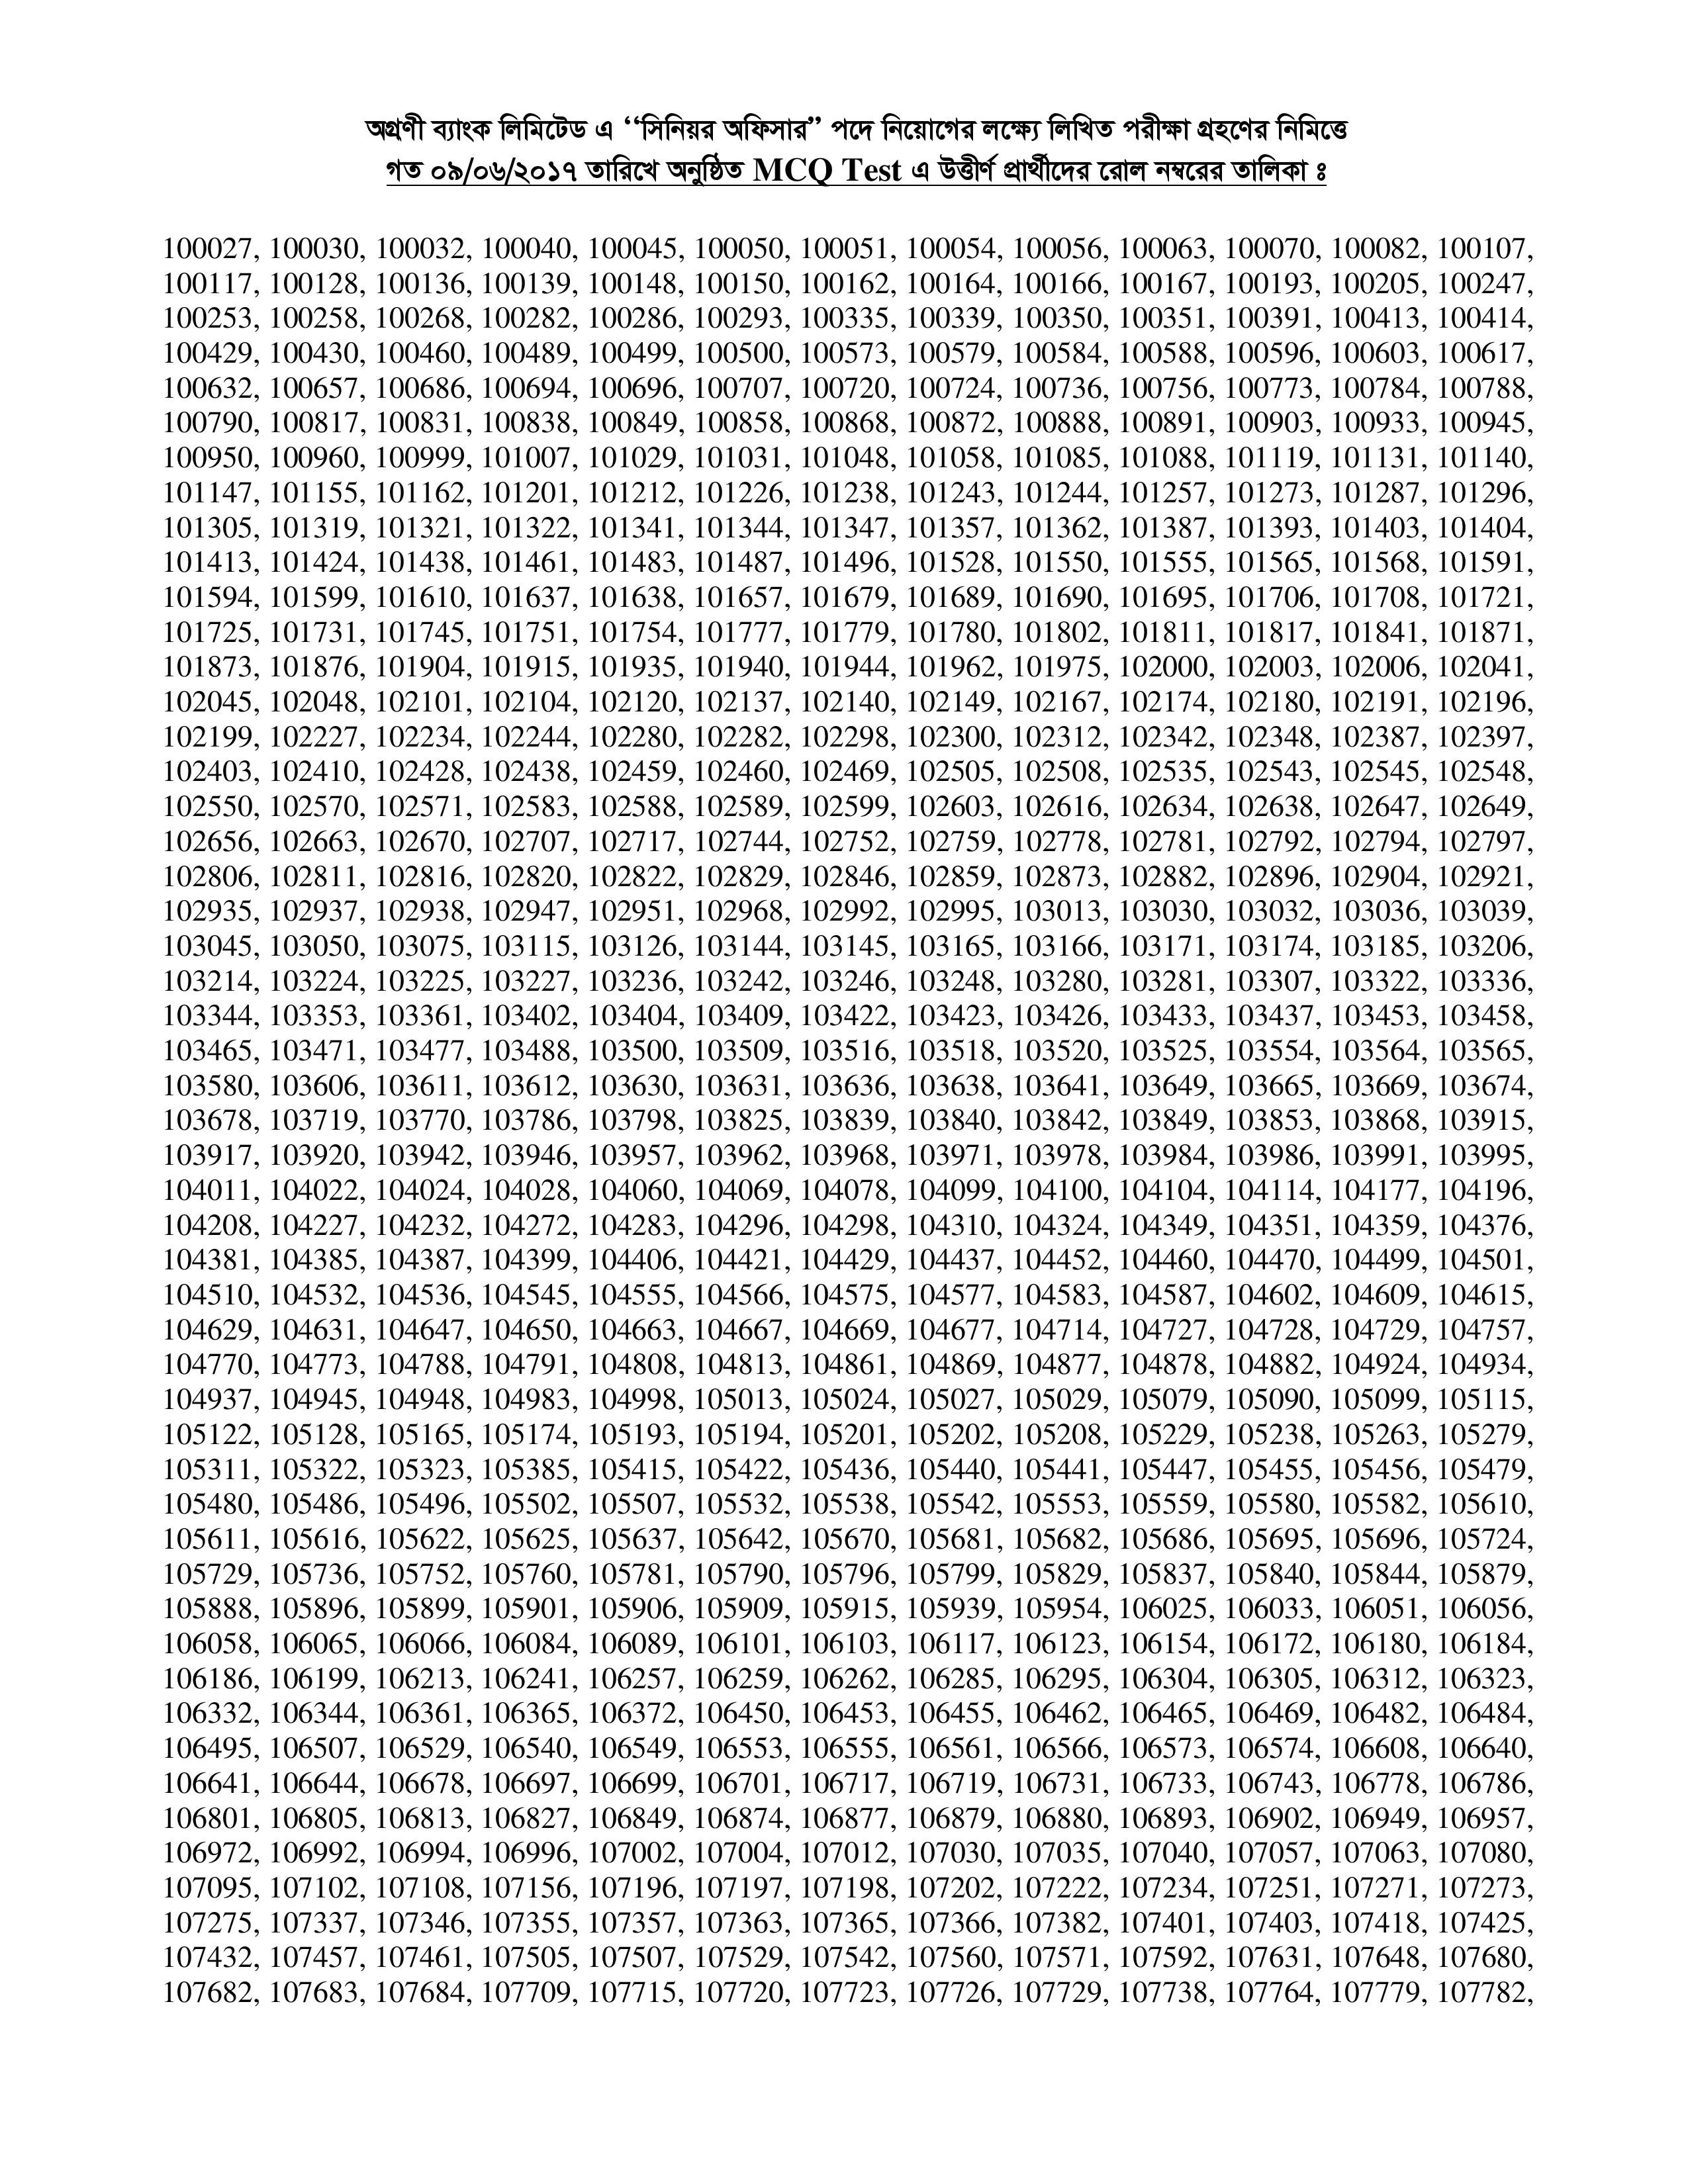 অগ্রণী ব্যাংক লিমিটেড এ “সিনিয়র অফিসার” পদে নিয়োগের লক্ষ্যে লিখিত পরীক্ষা গ্রহণের নিমিত্তে
গত ০৯/০৬/২০১৭ তারিখে অনুষ্ঠিত MCQ Test এ উত্তীর্ণ প্রার্থীদের রোল নম্বরের তালিকা ঃ
100027, 100030, 100032, 100040, 100045, 100050, 100051, 100054, 100056, 100063, 100070, 100082, 100107,
100117, 100128, 100136, 100139, 100148, 100150, 100162, 100164, 100166, 100167, 100193, 100205, 100247,
100253, 100258, 100268, 100282, 100286, 100293, 100335, 100339, 100350, 100351, 100391, 100413, 100414,
100429, 100430, 100460, 100489, 100499, 100500, 100573, 100579, 100584, 100588, 100596, 100603, 100617,
100632, 100657, 100686, 100694, 100696, 100707, 100720, 100724, 100736, 100756, 100773, 100784, 100788,
100790, 100817, 100831, 100838, 100849, 100858, 100868, 100872, 100888, 100891, 100903, 100933, 100945,
100950, 100960, 100999, 101007, 101029, 101031, 101048, 101058, 101085, 101088, 101119, 101131, 101140,
101147, 101155, 101162, 101201, 101212, 101226, 101238, 101243, 101244, 101257, 101273, 101287, 101296,
101305, 101319, 101321, 101322, 101341, 101344, 101347, 101357, 101362, 101387, 101393, 101403, 101404,
101413, 101424, 101438, 101461, 101483, 101487, 101496, 101528, 101550, 101555, 101565, 101568, 101591,
101594, 101599, 101610, 101637, 101638, 101657, 101679, 101689, 101690, 101695, 101706, 101708, 101721,
101725, 101731, 101745, 101751, 101754, 101777, 101779, 101780, 101802, 101811, 101817, 101841, 101871,
101873, 101876, 101904, 101915, 101935, 101940, 101944, 101962, 101975, 102000, 102003, 102006, 102041,
102045, 102048, 102101, 102104, 102120, 102137, 102140, 102149, 102167, 102174, 102180, 102191, 102196,
102199, 102227, 102234, 102244, 102280, 102282, 102298, 102300, 102312, 102342, 102348, 102387, 102397,
102403, 102410, 102428, 102438, 102459, 102460, 102469, 102505, 102508, 102535, 102543, 102545, 102548,
102550, 102570, 102571, 102583, 102588, 102589, 102599, 102603, 102616, 102634, 102638, 102647, 102649,
102656, 102663, 102670, 102707, 102717, 102744, 102752, 102759, 102778, 102781, 102792, 102794, 102797,
102806, 102811, 102816, 102820, 102822, 102829, 102846, 102859, 102873, 102882, 102896, 102904, 102921,
102935, 102937, 102938, 102947, 102951, 102968, 102992, 102995, 103013, 103030, 103032, 103036, 103039,
103045, 103050, 103075, 103115, 103126, 103144, 103145, 103165, 103166, 103171, 103174, 103185, 103206,
103214, 103224, 103225, 103227, 103236, 103242, 103246, 103248, 103280, 103281, 103307, 103322, 103336,
103344, 103353, 103361, 103402, 103404, 103409, 103422, 103423, 103426, 103433, 103437, 103453, 103458,
103465, 103471, 103477, 103488, 103500, 103509, 103516, 103518, 103520, 103525, 103554, 103564, 103565,
103580, 103606, 103611, 103612, 103630, 103631, 103636, 103638, 103641, 103649, 103665, 103669, 103674,
103678, 103719, 103770, 103786, 103798, 103825, 103839, 103840, 103842, 103849, 103853, 103868, 103915,
103917, 103920, 103942, 103946, 103957, 103962, 103968, 103971, 103978, 103984, 103986, 103991, 103995,
104011, 104022, 104024, 104028, 104060, 104069, 104078, 104099, 104100, 104104, 104114, 104177, 104196,
104208, 104227, 104232, 104272, 104283, 104296, 104298, 104310, 104324, 104349, 104351, 104359, 104376,
104381, 104385, 104387, 104399, 104406, 104421, 104429, 104437, 104452, 104460, 104470, 104499, 104501,
104510, 104532, 104536, 104545, 104555, 104566, 104575, 104577, 104583, 104587, 104602, 104609, 104615,
104629, 104631, 104647, 104650, 104663, 104667, 104669, 104677, 104714, 104727, 104728, 104729, 104757,
104770, 104773, 104788, 104791, 104808, 104813, 104861, 104869, 104877, 104878, 104882, 104924, 104934,
104937, 104945, 104948, 104983, 104998, 105013, 105024, 105027, 105029, 105079, 105090, 105099, 105115,
105122, 105128, 105165, 105174, 105193, 105194, 105201, 105202, 105208, 105229, 105238, 105263, 105279,
105311, 105322, 105323, 105385, 105415, 105422, 105436, 105440, 105441, 105447, 105455, 105456, 105479,
105480, 105486, 105496, 105502, 105507, 105532, 105538, 105542, 105553, 105559, 105580, 105582, 105610,
105611, 105616, 105622, 105625, 105637, 105642, 105670, 105681, 105682, 105686, 105695, 105696, 105724,
105729, 105736, 105752, 105760, 105781, 105790, 105796, 105799, 105829, 105837, 105840, 105844, 105879,
105888, 105896, 105899, 105901, 105906, 105909, 105915, 105939, 105954, 106025, 106033, 106051, 106056,
106058, 106065, 106066, 106084, 106089, 106101, 106103, 106117, 106123, 106154, 106172, 106180, 106184,
106186, 106199, 106213, 106241, 106257, 106259, 106262, 106285, 106295, 106304, 106305, 106312, 106323,
106332, 106344, 106361, 106365, 106372, 106450, 106453, 106455, 106462, 106465, 106469, 106482, 106484,
106495, 106507, 106529, 106540, 106549, 106553, 106555, 106561, 106566, 106573, 106574, 106608, 106640,
106641, 106644, 106678, 106697, 106699, 106701, 106717, 106719, 106731, 106733, 106743, 106778, 106786,
106801, 106805, 106813, 106827, 106849, 106874, 106877, 106879, 106880, 106893, 106902, 106949, 106957,
106972, 106992, 106994, 106996, 107002, 107004, 107012, 107030, 107035, 107040, 107057, 107063, 107080,
107095, 107102, 107108, 107156, 107196, 107197, 107198, 107202, 107222, 107234, 107251, 107271, 107273,
107275, 107337, 107346, 107355, 107357, 107363, 107365, 107366, 107382, 107401, 107403, 107418, 107425,
107432, 107457, 107461, 107505, 107507, 107529, 107542, 107560, 107571, 107592, 107631, 107648, 107680,
107682, 107683, 107684, 107709, 107715, 107720, 107723, 107726, 107729, 107738, 107764, 107779, 107782,